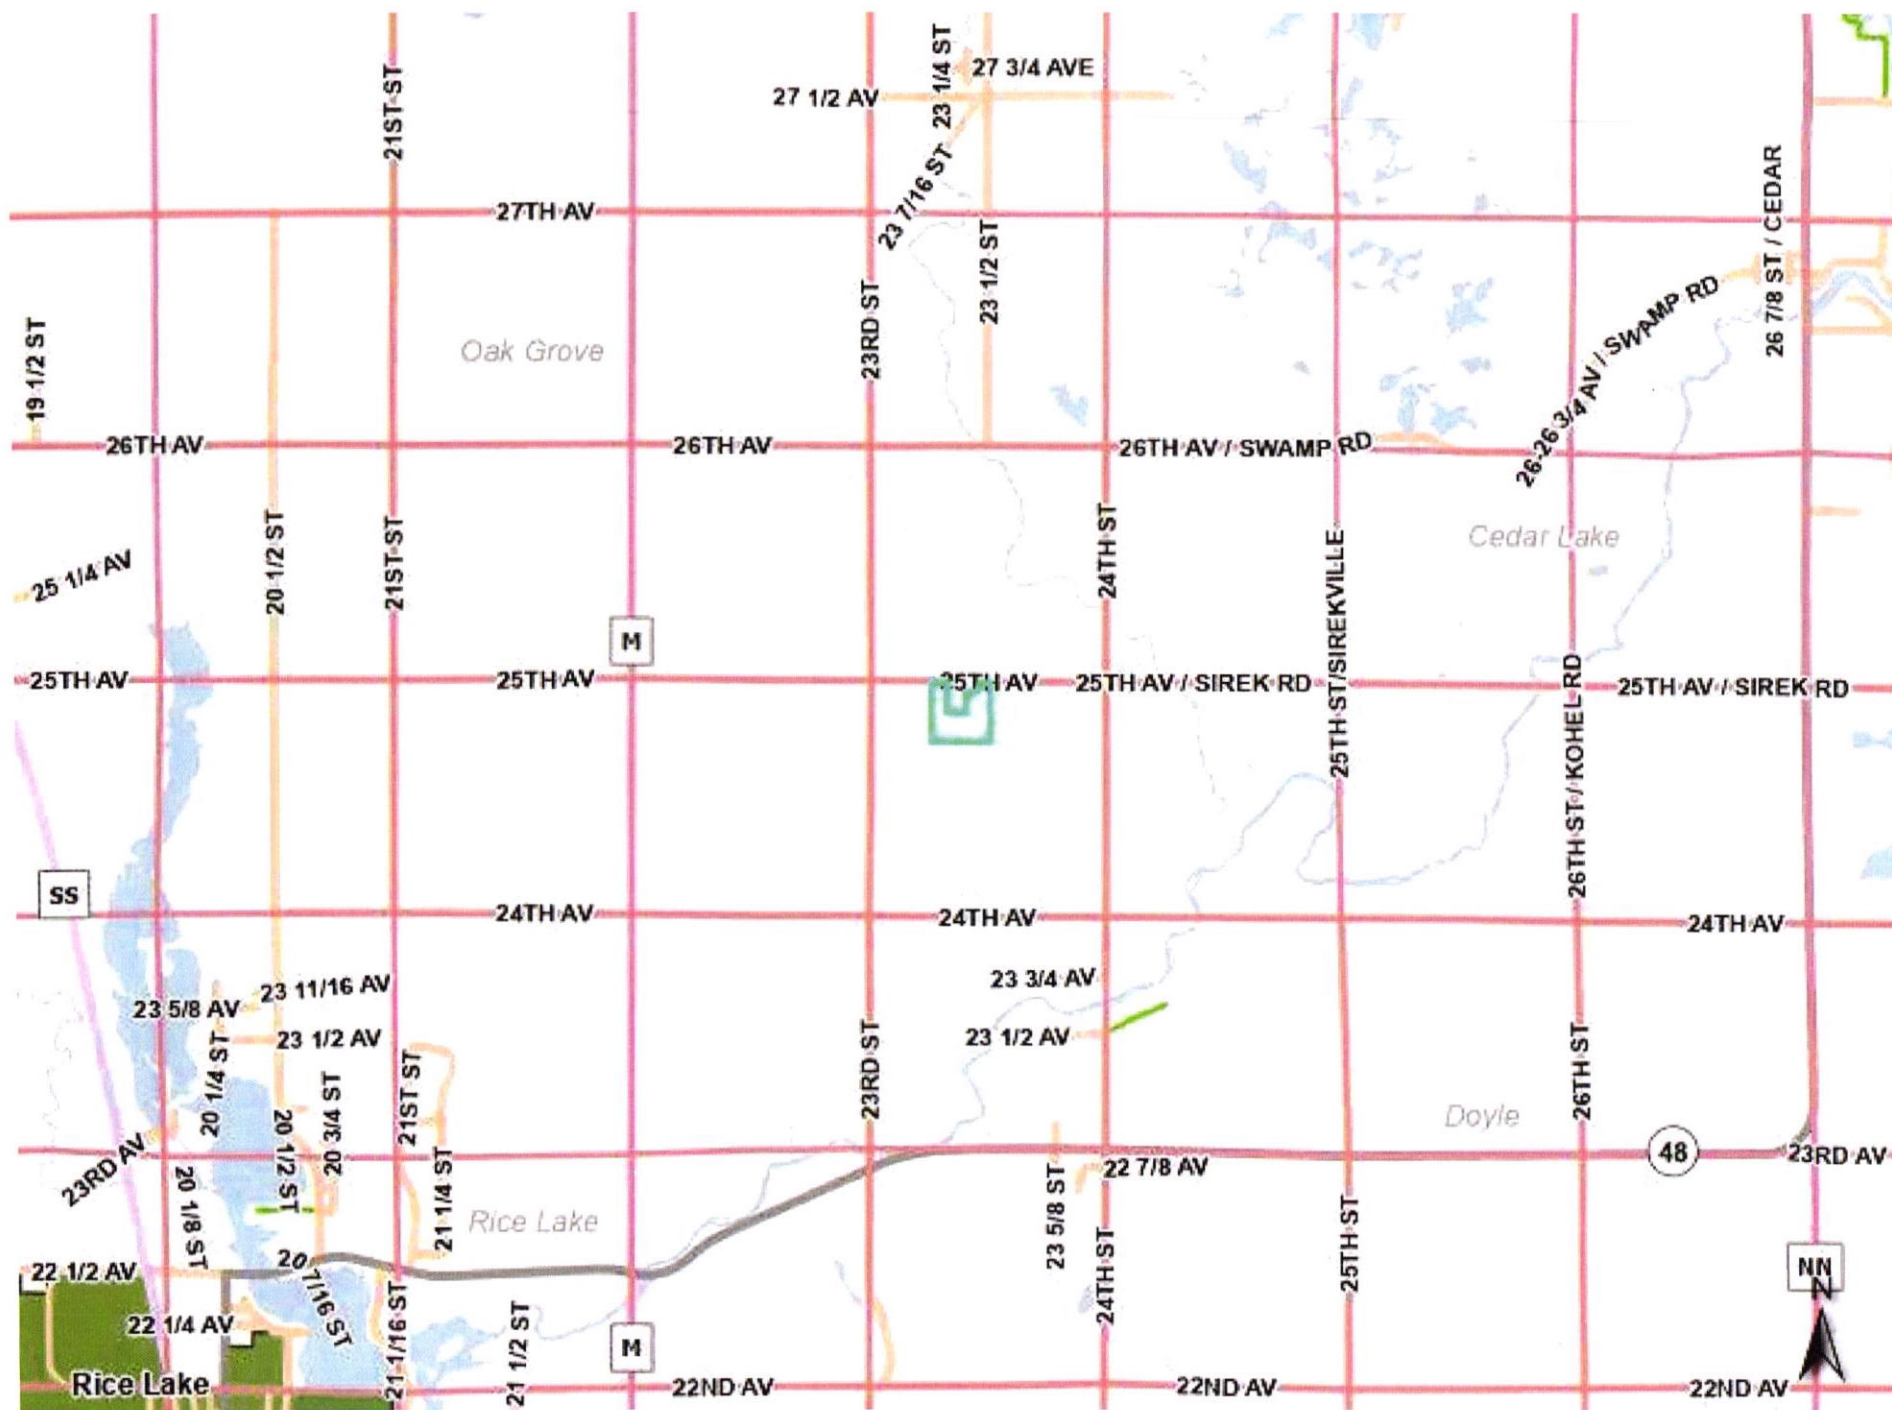 27 3/4 AVE
27 1/2 AV
23 1/4 ST
21ST ST
23 7/16 ST
26 7/8 ST / CEDAR
27TH AV
23 1/2 ST
23RD ST
26-26 3/4 AV / SWAMP RD
19 1/2 ST
Oak Grove
26TH AV
26TH AV
26TH AV / SWAMP RD
20 1/2 ST
21ST ST
24TH ST
Cedar Lake
25 1/4 AV
25TH ST/SIREKVILLE
M
26TH ST / KOHEL RD
25TH AV
25TH AV
25TH AV
25TH AV / SIREK RD
25TH AV / SIREK RD
SS
24TH AV
24TH AV
24TH AV
23 3/4 AV
23 11/16 AV
23 5/8 AV
23 1/2 AV
23 1/2 AV
20 1/4 ST
21ST ST
23RD ST
26TH ST
20 3/4 ST
20 1/2 ST
Doyle
23RD AV
48
23RD AV
22 7/8 AV
20 1/8 ST
21 1/4 ST
23 5/8 ST
Rice Lake
25TH ST
24TH ST
22 1/2 AV
20 7/16 ST
NN
N
22 1/4 AV
21 1/16 ST
21 1/2 ST
M
Rice Lake
22ND AV
22ND AV
22ND AV